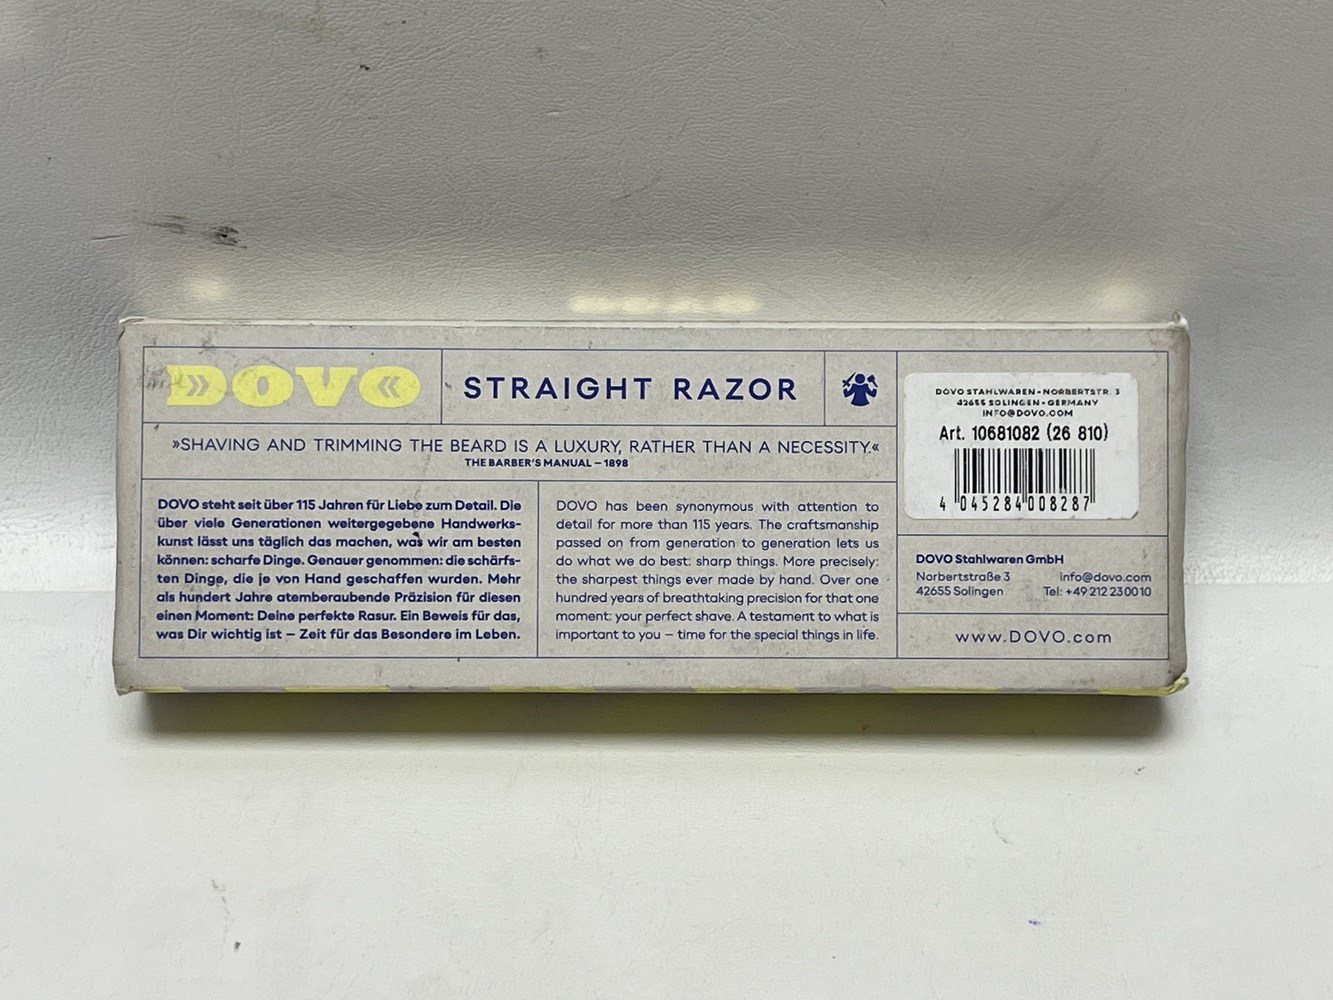 »DOVO«
STRAIGHT RAZOR
»SHAVING AND TRIMMING THE BEARD IS A LUXURY, RATHER THAN A NECESSITY.«
THE BARBER'S MANUAL – 1898
DOVO steht seit über 115 Jahren für Liebe zum Detail. Die
über viele Generationen weitergegebene Handwerks-
kunst lässt uns täglich das machen, was wir am besten
können: scharfe Dinge. Genauer genommen: die schärfs-
ten Dinge, die je von Hand geschaffen wurden. Mehr
als hundert Jahre atemberaubende Präzision für diesen
einen Moment: Deine perfekte Rasur. Ein Beweis für das,
was Dir wichtig ist – Zeit für das Besondere im Leben.
DOVO has been synonymous with attention to
detail for more than 115 years. The craftsmanship
passed on from generation to generation lets us
do what we do best: sharp things. More precisely:
the sharpest things ever made by hand. Over one
hundred years of breathtaking precision for that one
moment: your perfect shave. A testament to what is
important to you – time for the special things in life.
DOVO STAHLWAREN - NORBERTSTR. 3
42655 SOLINGEN - GERMANY
INFO@DOVO.COM
Art. 10681082 (26 810)
4 045284 008287
DOVO Stahlwaren GmbH
Norbertstraße 3 info@dovo.com
42655 Solingen Tel: +49 212 23 00 10
www.DOVO.com